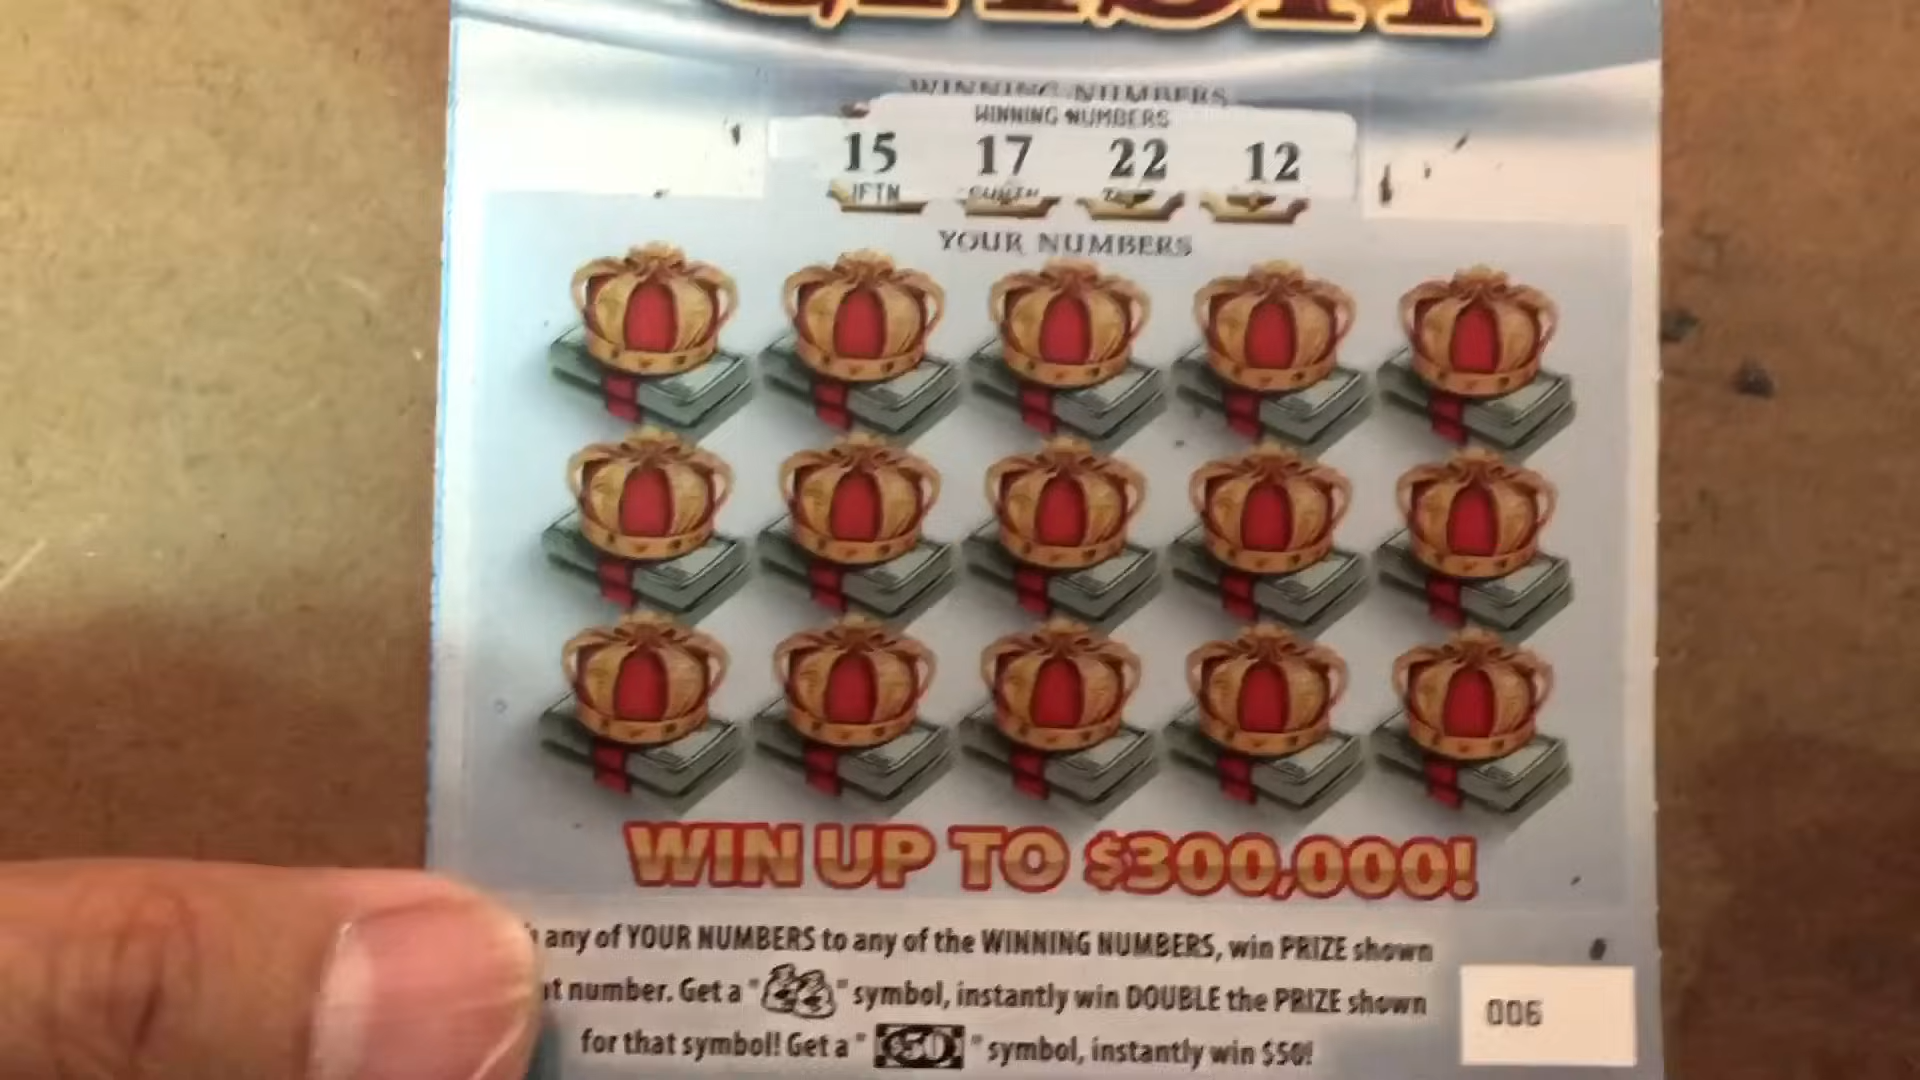 CASH
WINNING NUMBERS
WINNING NUMBERS
15 17 22 12
YOUR NUMBERS
WIN UP TO $300,000!
any of YOUR NUMBERS to any of the WINNING NUMBERS, win PRIZE shown
number. Get a " " symbol, instantly win DOUBLE the PRIZE shown
for that symbol! Get a " $50 " symbol, instantly win $50!
006